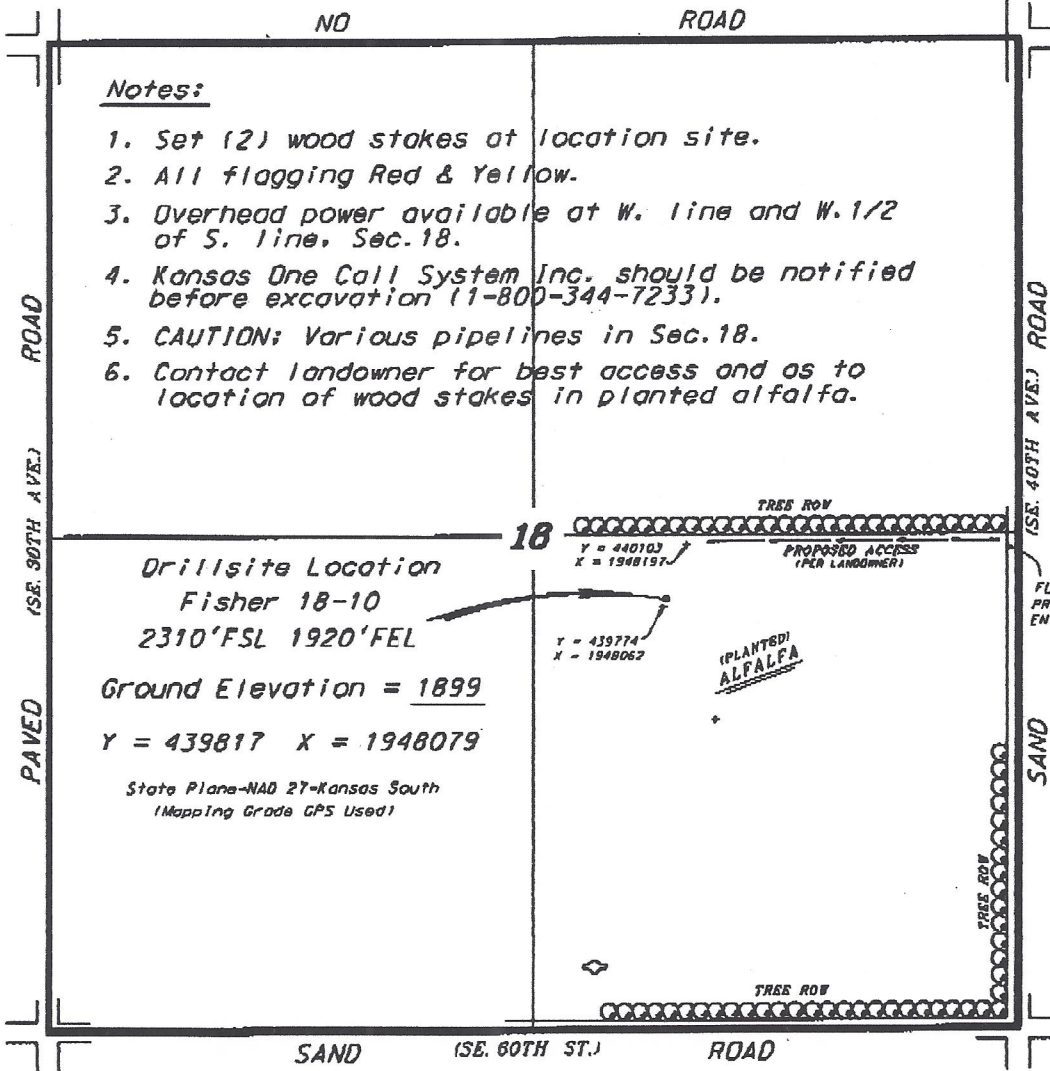 NO ROAD
Notes:
1. Set (2) wood stakes at location site.
2. All flagging Red & Yellow.
3. Overhead power available at W. line and W.1/2
of S. line, Sec.18.
4. Kansas One Call System Inc. should be notified
before excavation (1-800-344-7233).
5. CAUTION: Various pipelines in Sec.18.
6. Contact landowner for best access and as to
location of wood stakes in planted alfalfa.
PAVED (SE. 90TH AVE.) ROAD
SAND (SE. 40TH AVE.) ROAD
TREE ROW
18
Y = 440103
X = 1948197
PROPOSED ACCESS
(PER LANDOWNER)
Drillsite Location
Fisher 18-10
2310'FSL 1920'FEL
Y = 439774
X = 1948062
(PLANTED)
ALFALFA
Ground Elevation = 1899
Y = 439817 X = 1948079
State Plane-NAD 27-Kansas South
(Mapping Grade GPS Used)
TREE ROW
TREE ROW
SAND (SE. 60TH ST.) ROAD